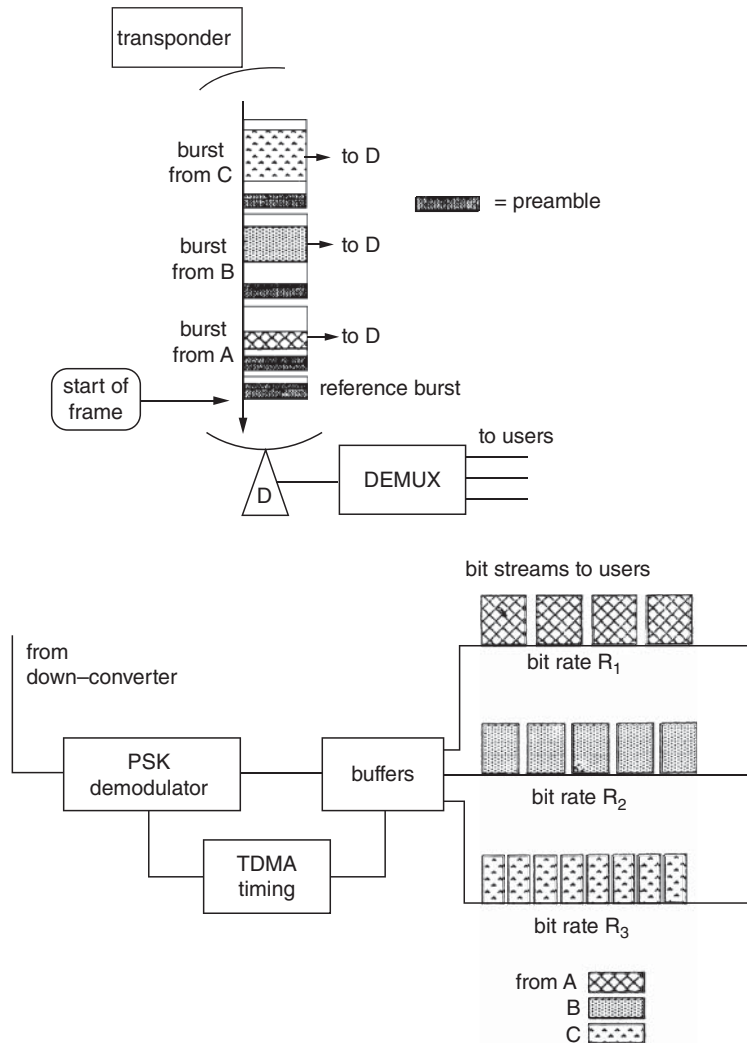 transponder
burst
from C
to D
= preamble
burst
from B
to D
burst
from A
to D
start of
frame
reference burst
to users
D
DEMUX
bit streams to users
from
down–converter
bit rate R₁
PSK
demodulator
buffers
bit rate R₂
TDMA
timing
bit rate R₃
from A
B
C